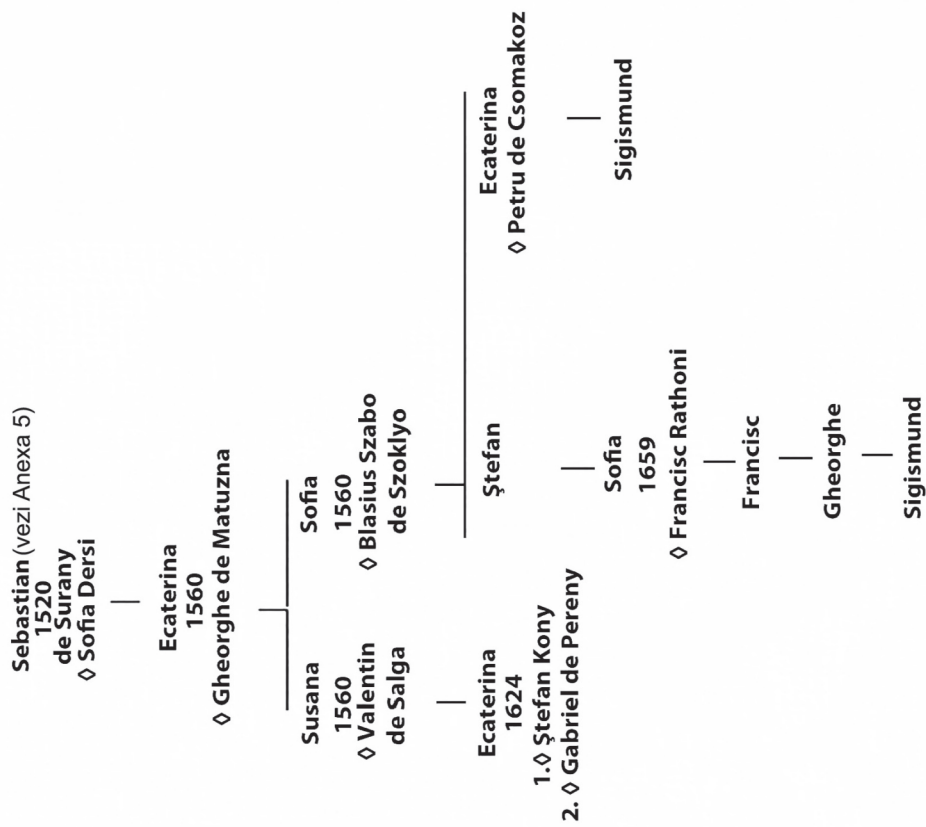 Sebastian (vezi Anexa 5)
1520
de Surany
◊ Sofia Dersi
Ecaterina
1560
◊ Gheorghe de Matuzna
Susana
1560
◊ Valentin
de Salga
Sofia
1560
◊ Blasius Szabo
de Szoklyo
Ecaterina
1624
1.◊ Ştefan Kony
2. ◊ Gabriel de Pereny
Ştefan
Ecaterina
◊ Petru de Csomakoz
Sofia
1659
◊ Francisc Rathoni
Sigismund
Francisc
Gheorghe
Sigismund